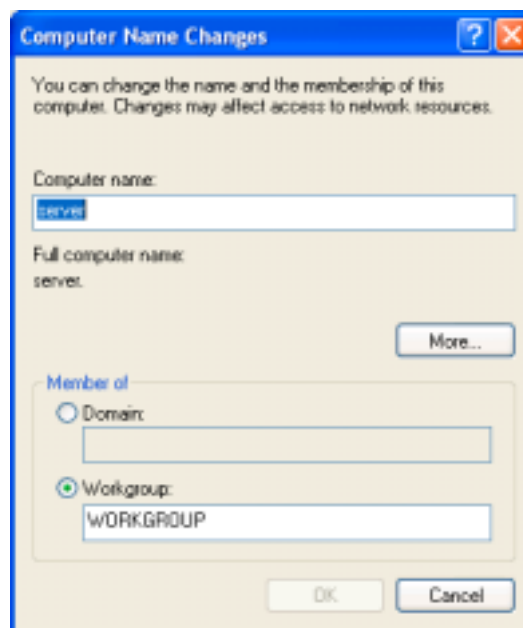 Computer Name Changes
You can change the name and the membership of this
computer. Changes may affect access to network resources.
Computer name:
server
Full computer name:
server.
More...
Member of
Domain:
Workgroup:
WORKGROUP
OK
Cancel